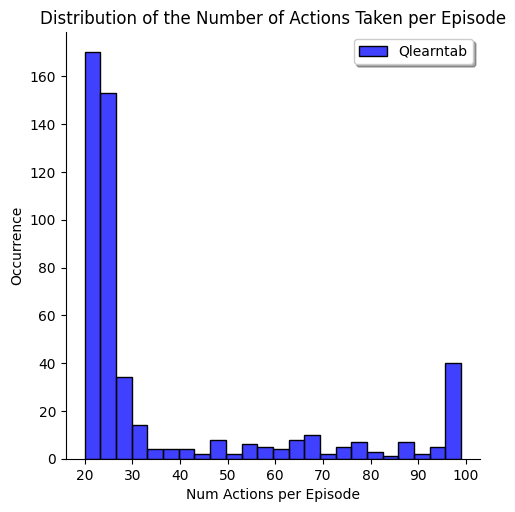 Distribution of the Number of Actions Taken per Episode
Qlearntab
160
140
120
100
80
60
40
20
0
Occurrence
20 30 40 50 60 70 80 90 100
Num Actions per Episode